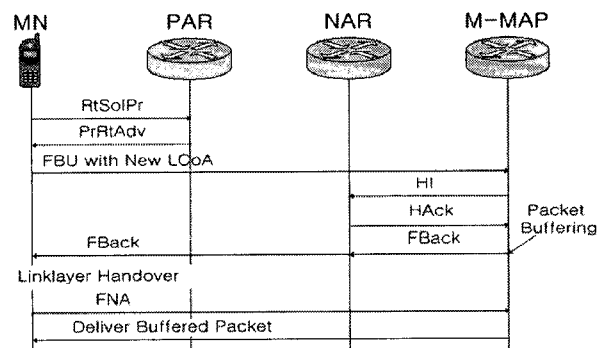 MN PAR NAR M-MAP
RtSolPr
PrRtAdv
FBU with New LCoA
HI
HAck
Packet
Buffering
FBack
FBack
Linklayer Handover
FNA
Deliver Buffered Packet